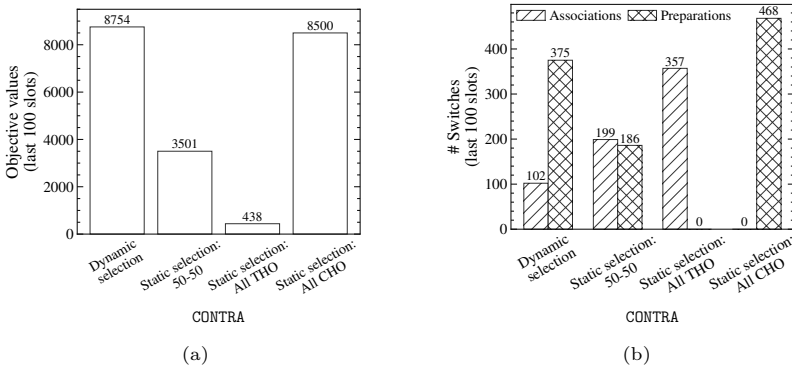 Objective values
(last 100 slots)
8000
6000
4000
2000
0
8754
3501
438
8500
Dynamic
selection
Static selection:
50-50
Static selection:
All THO
Static selection:
All CHO
CONTRA
(a)
Associations
Preparations
# Switches
(last 100 slots)
400
300
200
100
0
102
375
199
186
357
0
0
468
Dynamic
selection
Static selection:
50-50
Static selection:
All THO
Static selection:
All CHO
CONTRA
(b)